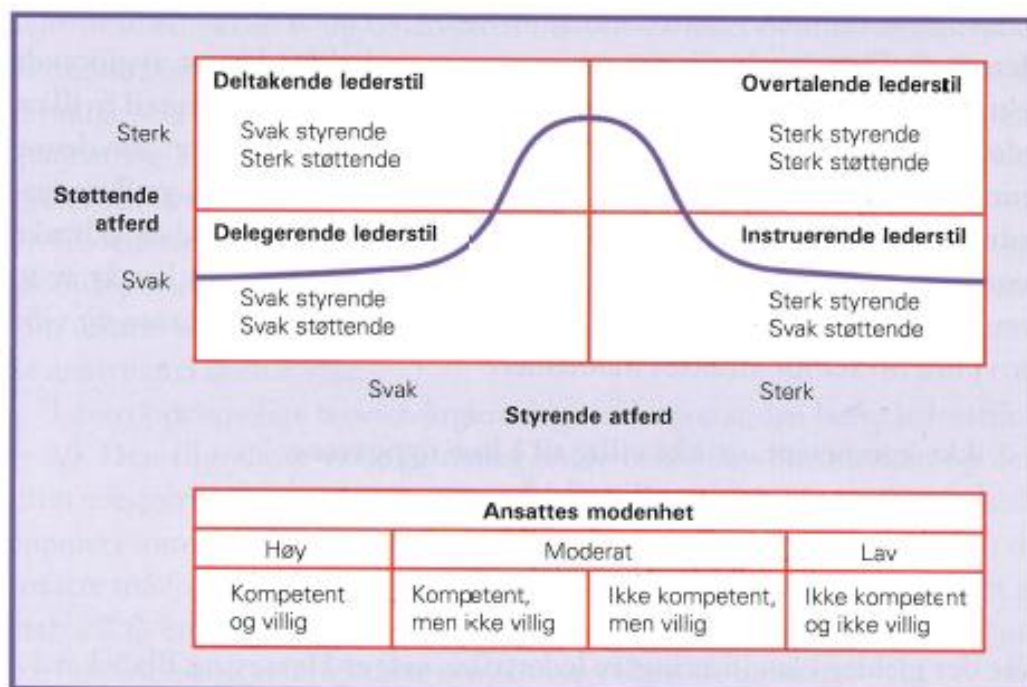 Deltakende lederstil
Overtalende lederstil
Sterk
Svak styrende
Sterk støttende
Sterk styrende
Sterk støttende
Støttende
atferd
Delegerende lederstil
Instruerende lederstil
Svak
Svak styrende
Svak støttende
Sterk styrende
Svak støttende
Svak
Sterk
Styrende atferd
Ansattes modenhet
Høy
Moderat
Lav
Kompetent
og villig
Kompetent,
men ikke villig
Ikke kompetent,
men villig
Ikke kompetent
og ikke villig